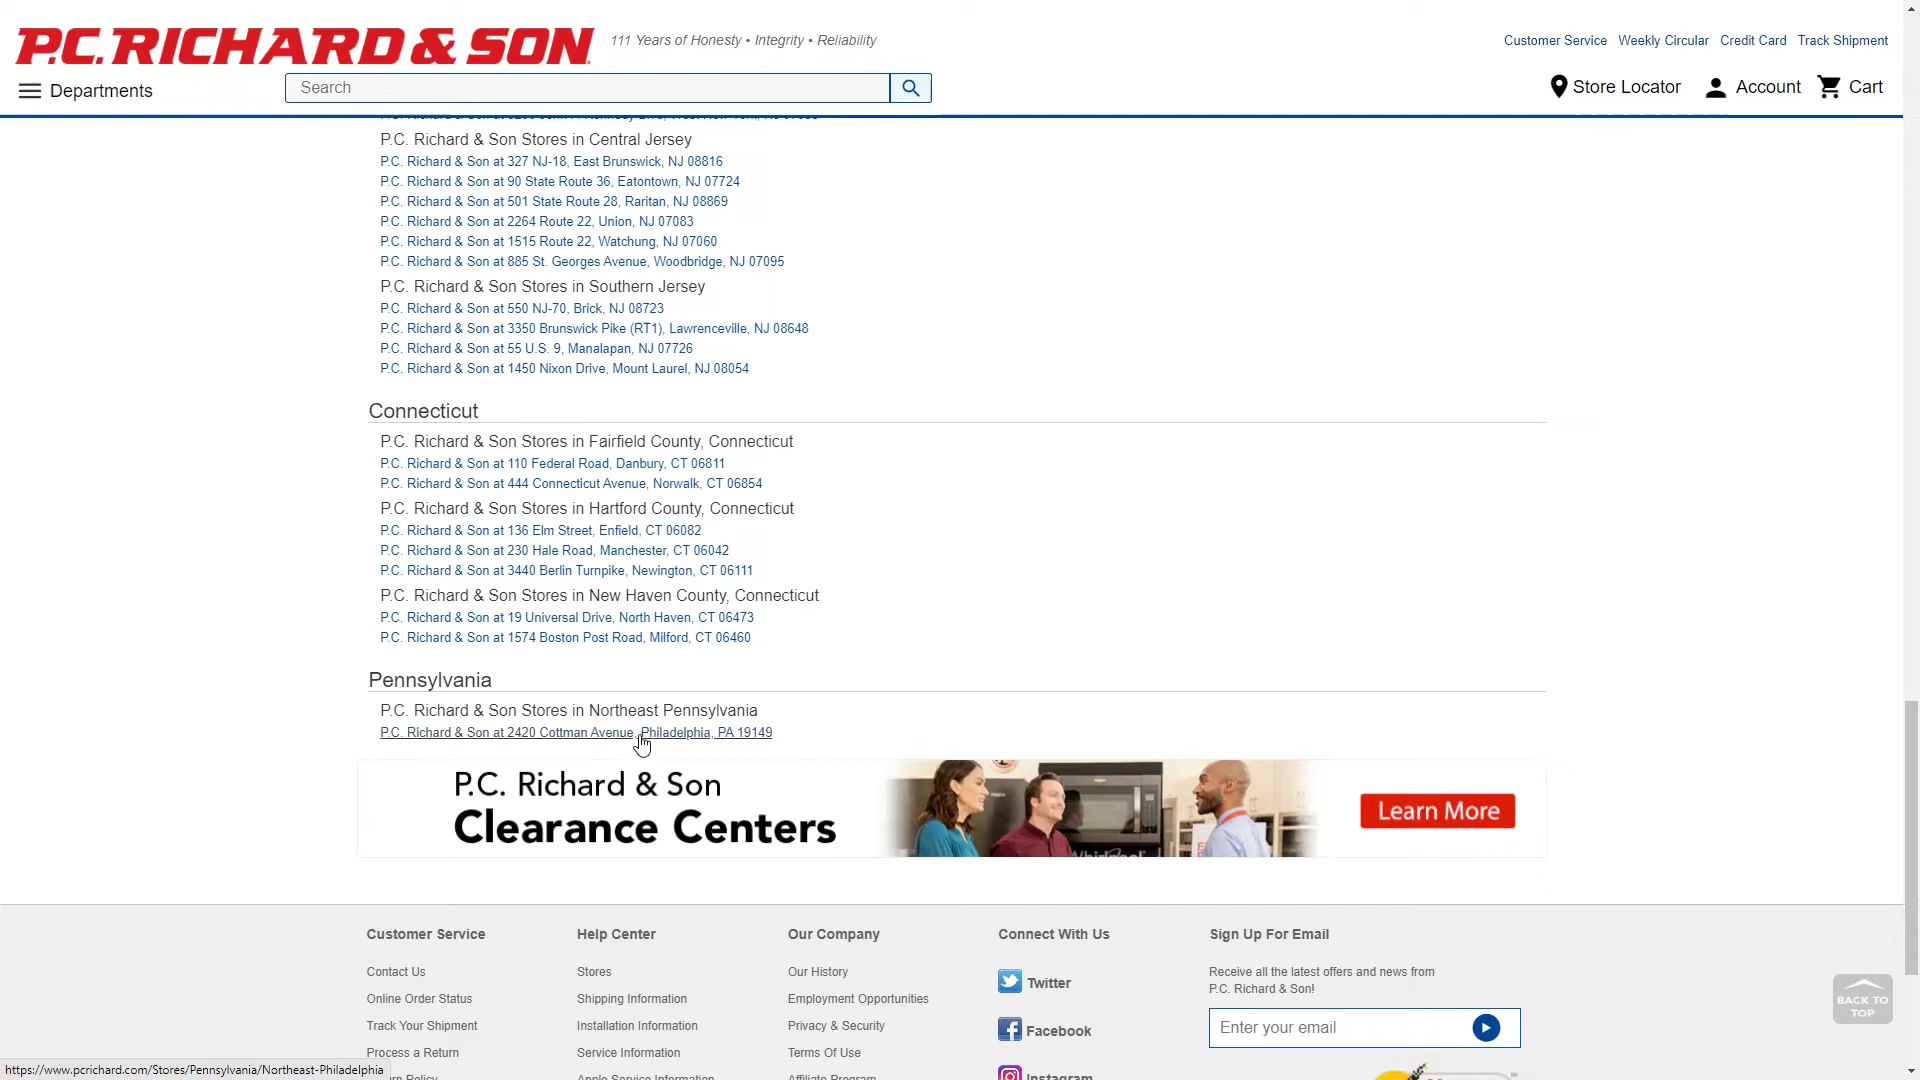 P.C. RICHARD & SON
111 Years of Honesty • Integrity • Reliability
Customer Service
Weekly Circular
Credit Card
Track Shipment
Departments
Search
Store Locator
Account
Cart
P.C. Richard & Son Stores in Central Jersey
P.C. Richard & Son at 327 NJ-18, East Brunswick, NJ 08816
P.C. Richard & Son at 90 State Route 36, Eatontown, NJ 07724
P.C. Richard & Son at 501 State Route 28, Raritan, NJ 08869
P.C. Richard & Son at 2264 Route 22, Union, NJ 07083
P.C. Richard & Son at 1515 Route 22, Watchung, NJ 07060
P.C. Richard & Son at 885 St. Georges Avenue, Woodbridge, NJ 07095
P.C. Richard & Son Stores in Southern Jersey
P.C. Richard & Son at 550 NJ-70, Brick, NJ 08723
P.C. Richard & Son at 3350 Brunswick Pike (RT1), Lawrenceville, NJ 08648
P.C. Richard & Son at 55 U.S. 9, Manalapan, NJ 07726
P.C. Richard & Son at 1450 Nixon Drive, Mount Laurel, NJ 08054
Connecticut
P.C. Richard & Son Stores in Fairfield County, Connecticut
P.C. Richard & Son at 110 Federal Road, Danbury, CT 06811
P.C. Richard & Son at 444 Connecticut Avenue, Norwalk, CT 06854
P.C. Richard & Son Stores in Hartford County, Connecticut
P.C. Richard & Son at 136 Elm Street, Enfield, CT 06082
P.C. Richard & Son at 230 Hale Road, Manchester, CT 06042
P.C. Richard & Son at 3440 Berlin Turnpike, Newington, CT 06111
P.C. Richard & Son Stores in New Haven County, Connecticut
P.C. Richard & Son at 19 Universal Drive, North Haven, CT 06473
P.C. Richard & Son at 1574 Boston Post Road, Milford, CT 06460
Pennsylvania
P.C. Richard & Son Stores in Northeast Pennsylvania
P.C. Richard & Son at 2420 Cottman Avenue, Philadelphia, PA 19149
P.C. Richard & Son
Clearance Centers
Whirlpool
Learn More
Customer Service
Contact Us
Online Order Status
Track Your Shipment
Process a Return
Help Center
Stores
Shipping Information
Installation Information
Service Information
Apple Service Information
Our Company
Our History
Employment Opportunities
Privacy & Security
Terms Of Use
Affiliate Program
Connect With Us
Twitter
Facebook
Instagram
Sign Up For Email
Receive all the latest offers and news from
P.C. Richard & Son!
Enter your email
BACK TO
TOP
https://www.pcrichard.com/Stores/Pennsylvania/Northeast-Philadelphia